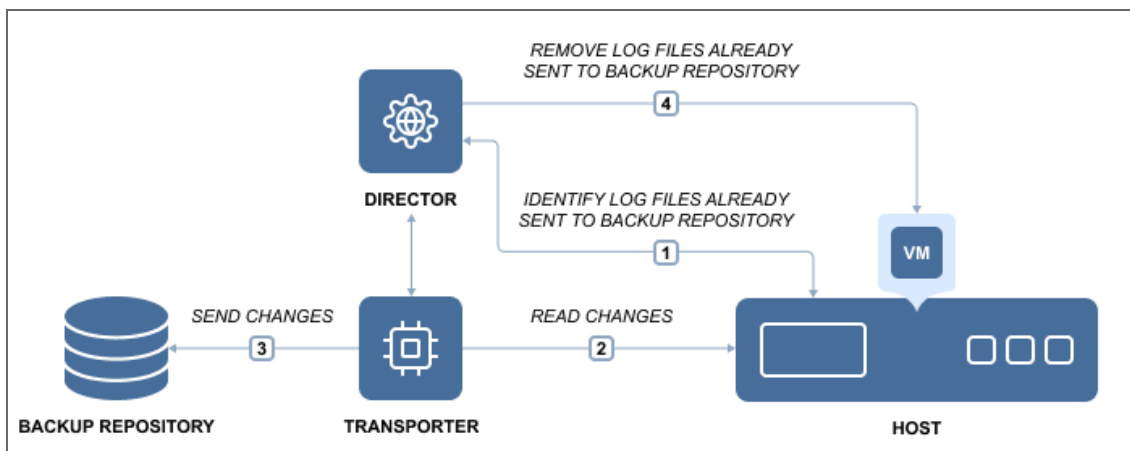 REMOVE LOG FILES ALREADY
SENT TO BACKUP REPOSITORY
4
DIRECTOR
IDENTIFY LOG FILES ALREADY
SENT TO BACKUP REPOSITORY
1
VM
SEND CHANGES
3
READ CHANGES
2
BACKUP REPOSITORY
TRANSPORTER
HOST